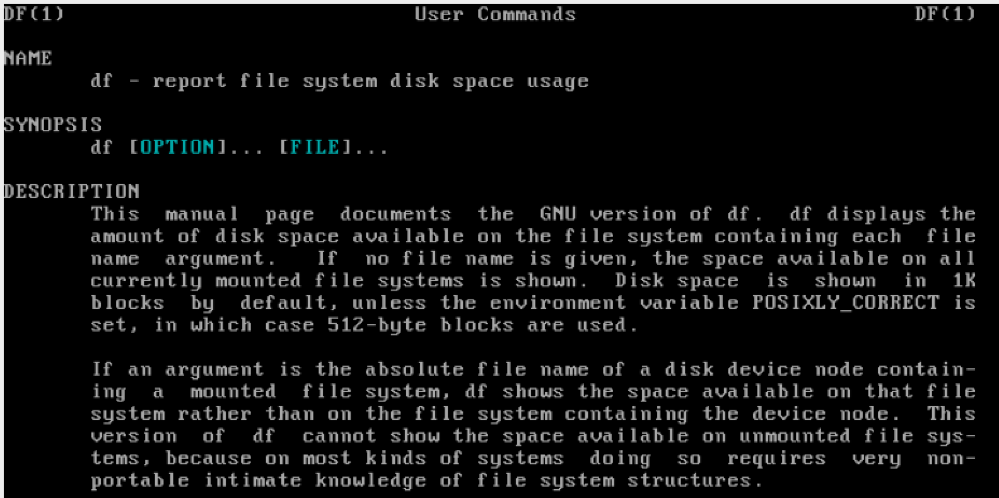 DF(1) User Commands DF(1)
NAME
df - report file system disk space usage
SYNOPSIS
df [OPTION]... [FILE]...
DESCRIPTION
This manual page documents the GNU version of df. df displays the
amount of disk space available on the file system containing each file
name argument. If no file name is given, the space available on all
currently mounted file systems is shown. Disk space is shown in 1K
blocks by default, unless the environment variable POSIXLY_CORRECT is
set, in which case 512-byte blocks are used.
If an argument is the absolute file name of a disk device node contain-
ing a mounted file system, df shows the space available on that file
system rather than on the file system containing the device node. This
version of df cannot show the space available on unmounted file sys-
tems, because on most kinds of systems doing so requires very non-
portable intimate knowledge of file system structures.